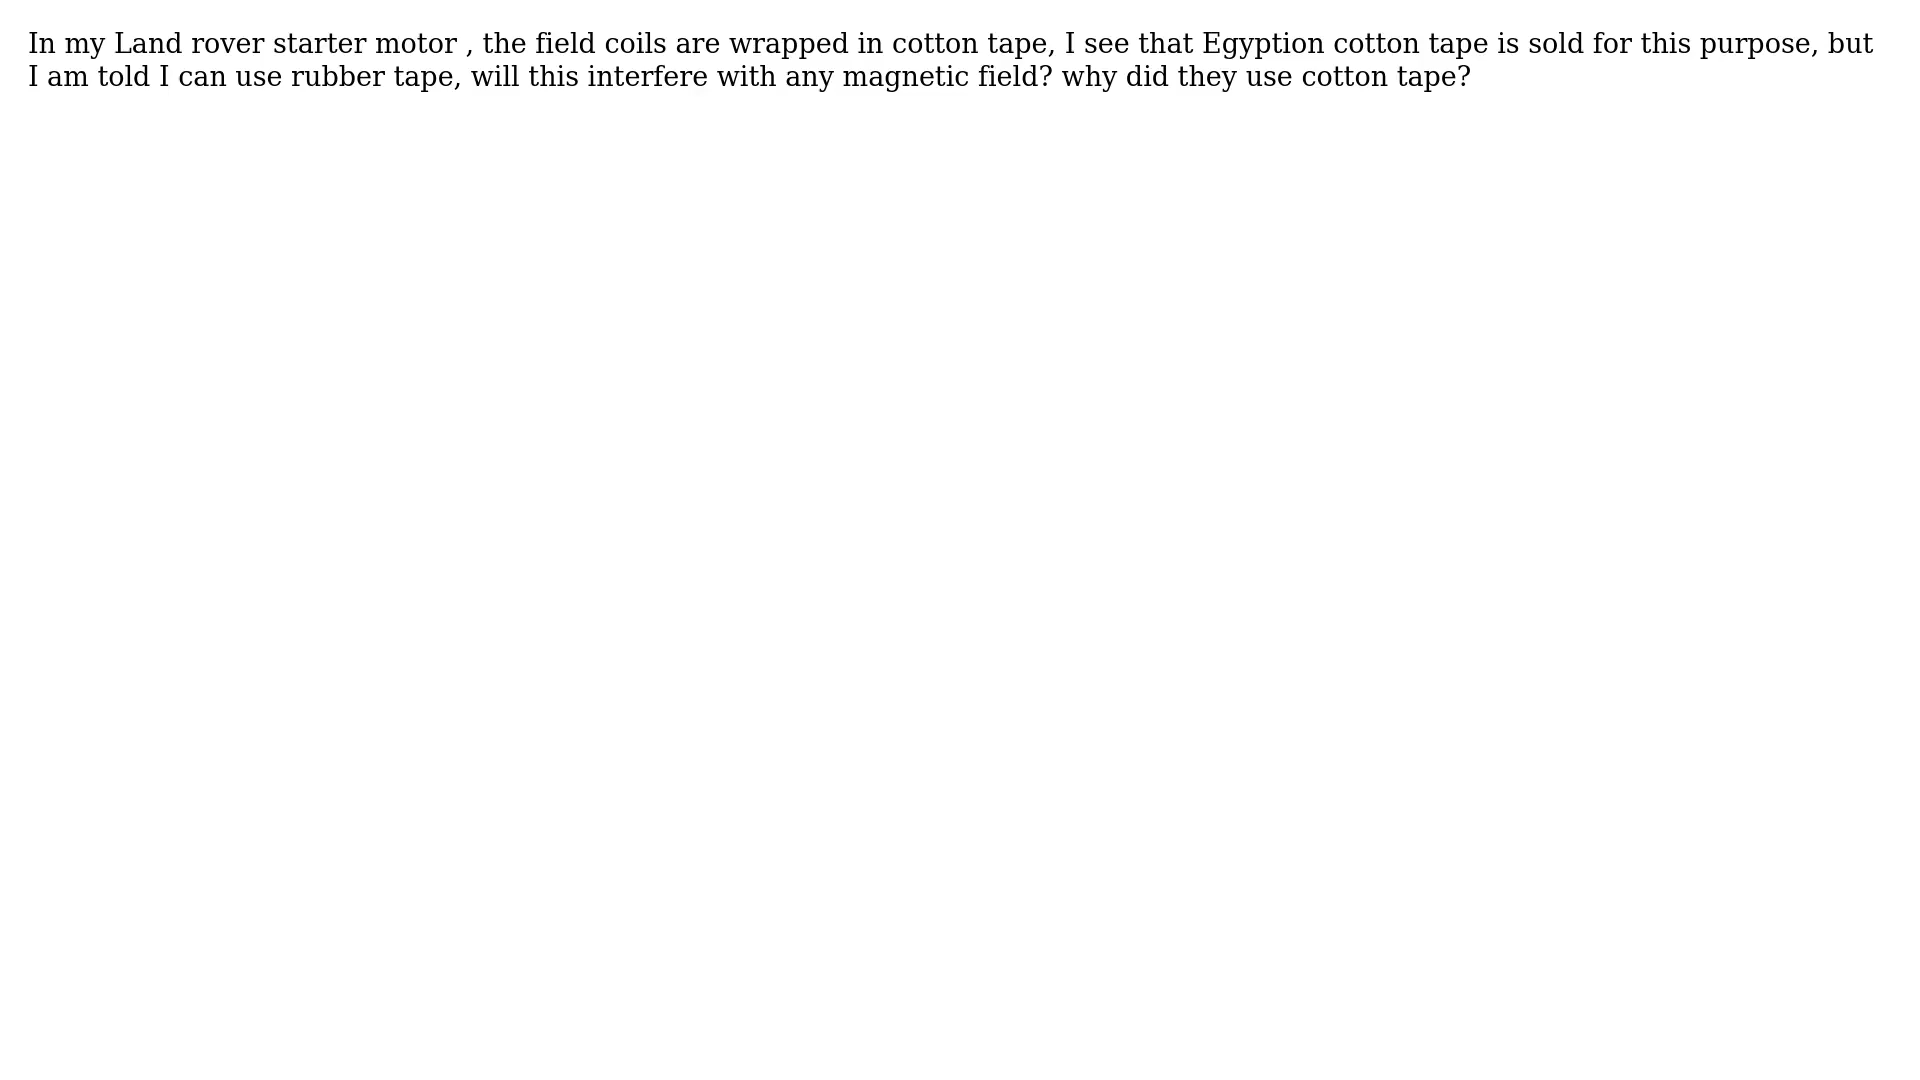 In my Land rover starter motor , the field coils are wrapped in cotton tape, I see that Egyption cotton tape is sold for this purpose, but
I am told I can use rubber tape, will this interfere with any magnetic field? why did they use cotton tape?